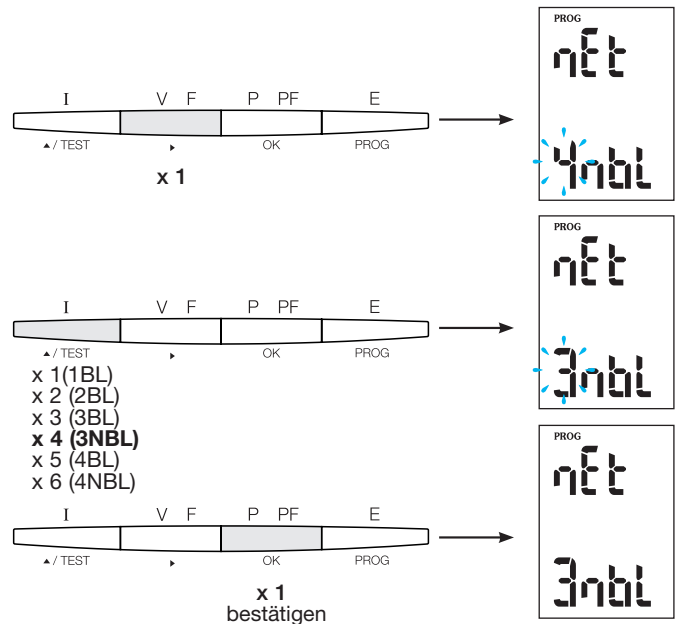 PROG
nEt
I V F P PF E
▲ / TEST ▸ OK PROG
x 1
4nbL
PROG
nEt
I V F P PF E
▲ / TEST ▸ OK PROG
3nbL
x 1(1BL)
x 2 (2BL)
x 3 (3BL)
x 4 (3NBL)
x 5 (4BL)
x 6 (4NBL)
PROG
nEt
I V F P PF E
▲ / TEST ▸ OK PROG
3nbL
x 1
bestätigen